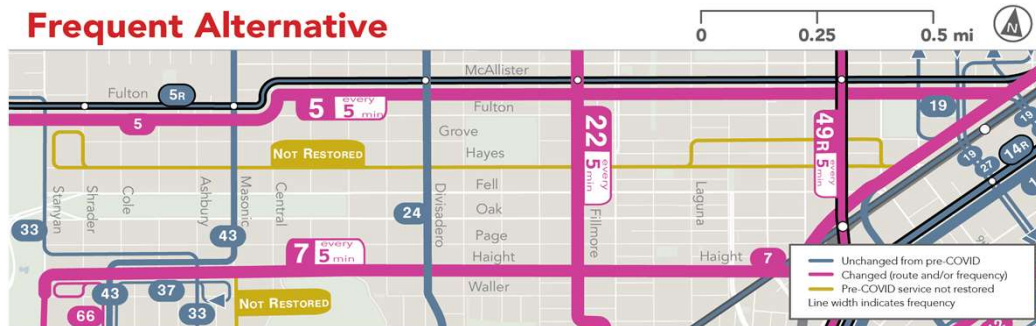 Frequent Alternative
0 0.25 0.5 mi
N
McAllister
Fulton
5R
5
5 every 5 min
Fulton
19
Grove
NOT RESTORED
Hayes
22 every 5 min
49R every 5 min
19
14R
19
27
Stanyan
Shrader
Cole
Ashbury
Masonic
Central
Divisadero
Fell
Oak
Page
Haight
Waller
Fillmore
Laguna
33
43
24
7 every 5 min
Haight
7
43
37
33
66
NOT RESTORED
Unchanged from pre-COVID
Changed (route and/or frequency)
Pre-COVID service not restored
Line width indicates frequency